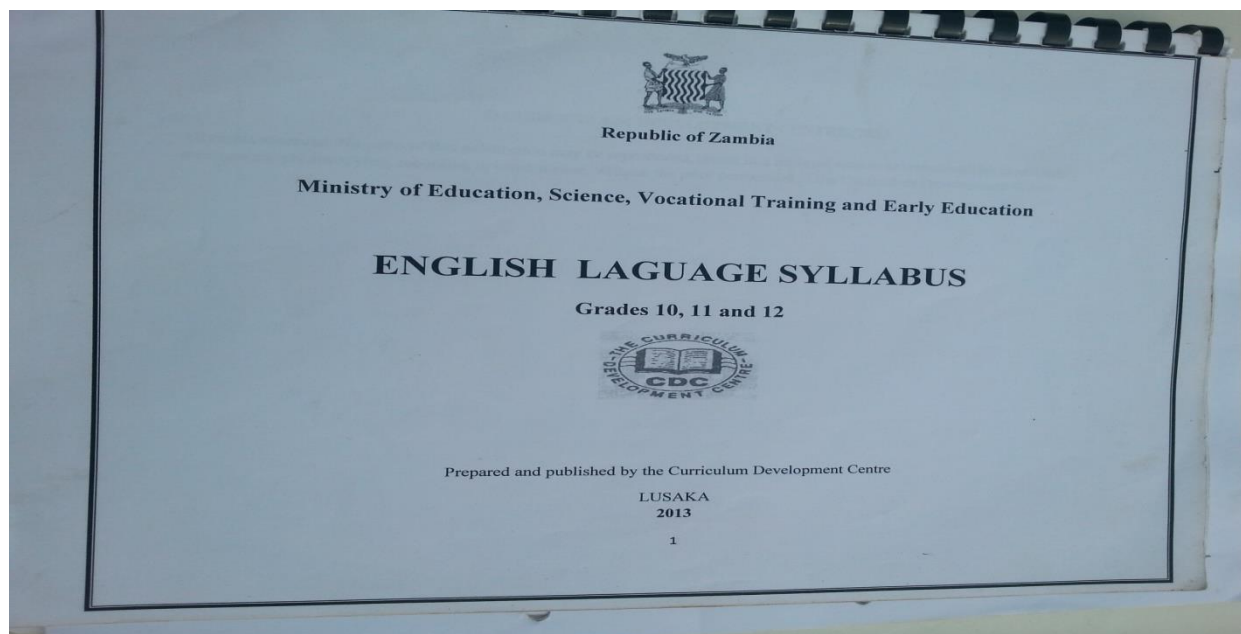 Republic of Zambia
Ministry of Education, Science, Vocational Training and Early Education
ENGLISH LAGUAGE SYLLABUS
Grades 10, 11 and 12
THE CURRICULUM
DEVELOPMENT CENTRE
CDC
Prepared and published by the Curriculum Development Centre
LUSAKA
2013
1